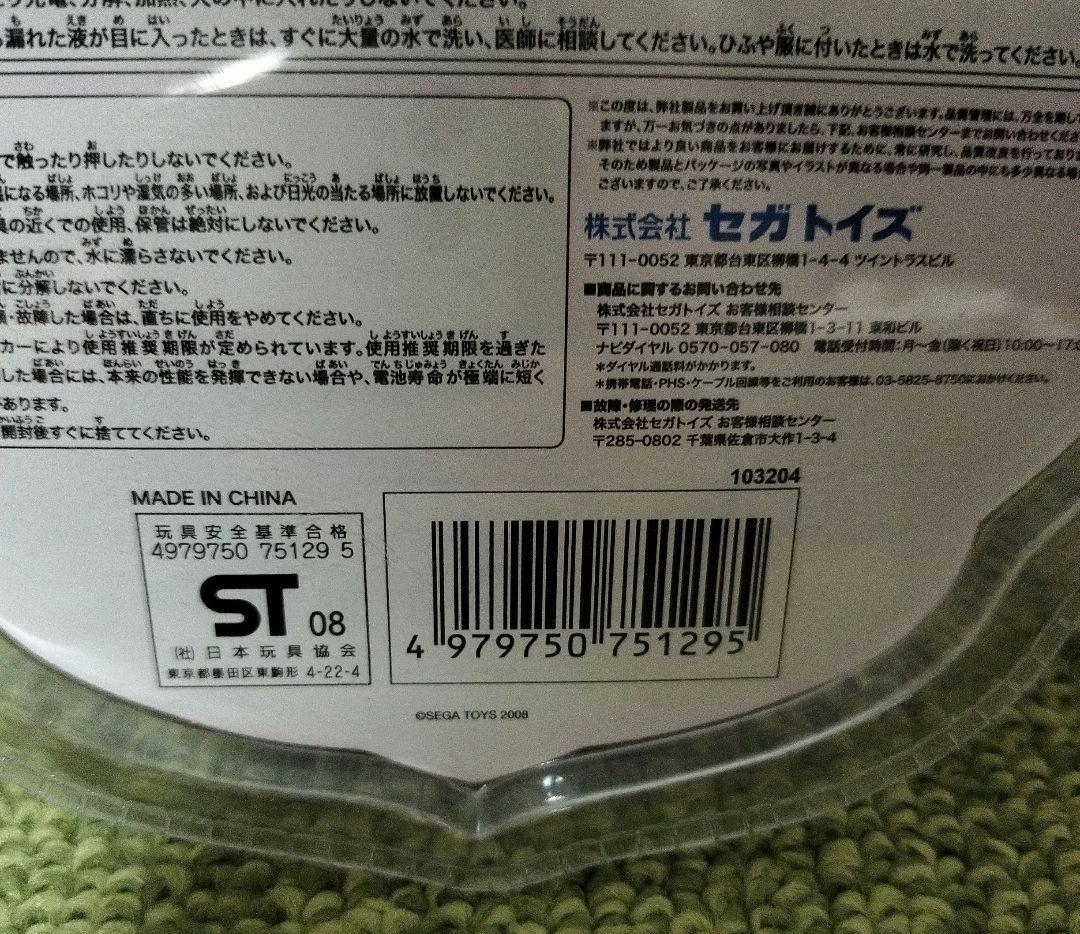 も漏れた液が目に入ったときは、すぐに大量の水で洗い、医師に相談してください。ひふや服に付いたときは水で洗ってください。
で触ったり押したりしないでください。
になる場所、ホコリや湿気の多い場所、および日光の当たる場所に放置しないでください。
の近くでの使用、保管は絶対にしないでください。
ませんので、水に濡らさないでください。
に分解しないでください。
・故障した場合は、直ちに使用をやめてください。
カーにより使用推奨期限が定められています。使用推奨期限を過ぎた
した場合には、本来の性能を発揮できない場合や、電池寿命が極端に短く
があります。
開封後すぐに捨ててください。
※この度は、弊社製品をお買い上げ頂き誠にありがとうございます。品質管理には、万全を期して
ますが、万一お気づきの点がありましたら、下記、お客様相談センターまでお問い合わせくださ
※弊社ではより良い商品をお客様にお届けするために、常に研究し、品質改良を行っており
そのため製品とパッケージの写真やイラストが異なる場合や同一製品の中にも多少異なる場合
ございますので、ご了承ください。
株式会社 セガトイズ
〒111-0052 東京都台東区柳橋1-4-4 ツイントラスビル
■商品に関するお問い合わせ先
株式会社セガトイズ お客様相談センター
〒111-0052 東京都台東区柳橋1-3-11 東和ビル
ナビダイヤル 0570-057-080 電話受付時間:月〜金(除く祝日)10:00〜17:
＊ダイヤル通話料がかかります。
＊携帯電話・PHS・ケーブル回線等をご利用のお客様は、03-5825-8750におかけください。
■故障・修理の際の発送先
株式会社セガトイズ お客様相談センター
〒285-0802 千葉県佐倉市大作1-3-4
103204
MADE IN CHINA
玩具安全基準合格
4979750 75129 5
ST 08
(社)日本玩具協会
東京都墨田区東駒形 4-22-4
4 979750 751295
©SEGA TOYS 2008